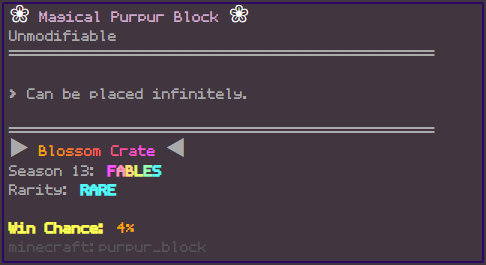 ❀ Magical Purpur Block ❀
Unmodifiable
> Can be placed infinitely.
▶ Blossom Crate ◀
Season 13: FABLES
Rarity: RARE
Win Chance: 4%
minecraft:purpur_block